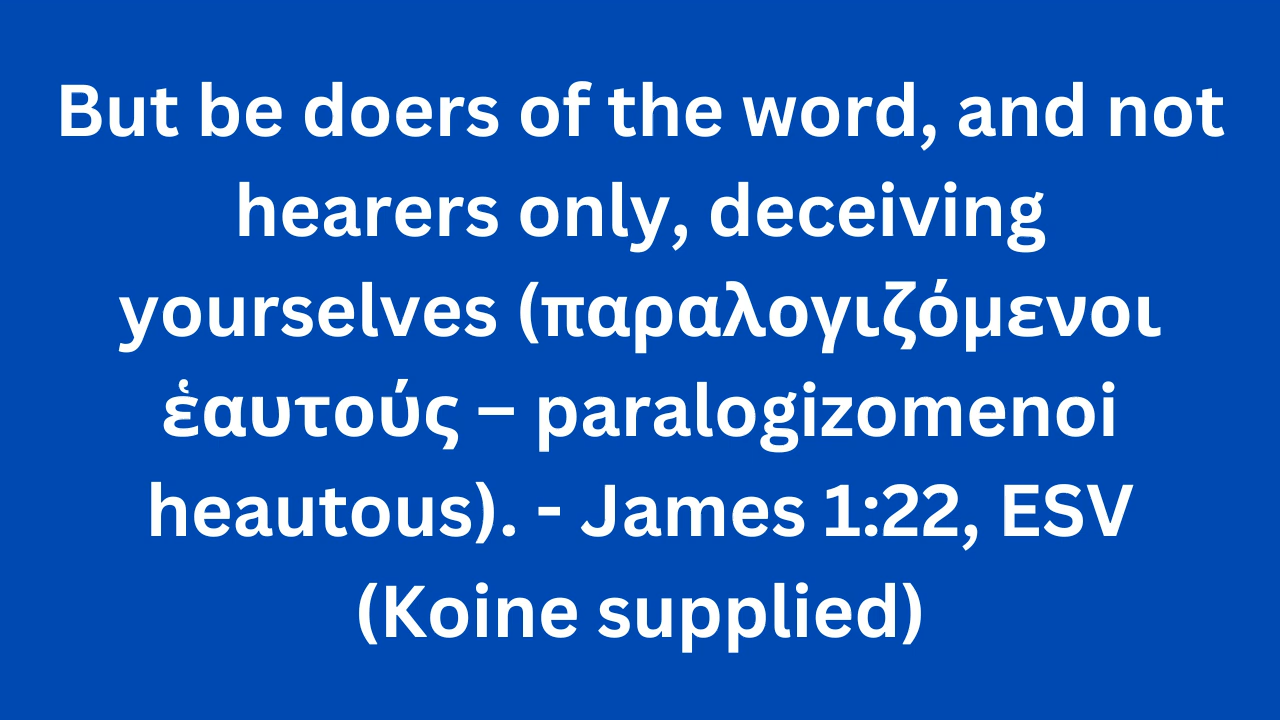 But be doers of the word, and not
hearers only, deceiving
yourselves (παραλογιζόμενοι
ἑαυτούς – paralogizomenoi
heautous). - James 1:22, ESV
(Koine supplied)